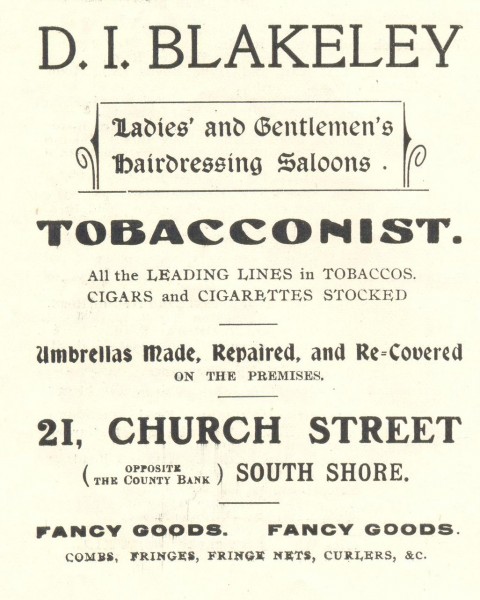 D. I. BLAKELEY
Ladies' and Gentlemen's
Hairdressing Saloons .
TOBACCONIST.
All the LEADING LINES in TOBACCOS.
CIGARS and CIGARETTES STOCKED
Umbrellas Made, Repaired, and Re=Covered
ON THE PREMISES.
21, CHURCH STREET
( OPPOSITE
THE COUNTY BANK ) SOUTH SHORE.
FANCY GOODS. FANCY GOODS.
COMBS, FRINGES, FRINGE NETS, CURLERS, &C.